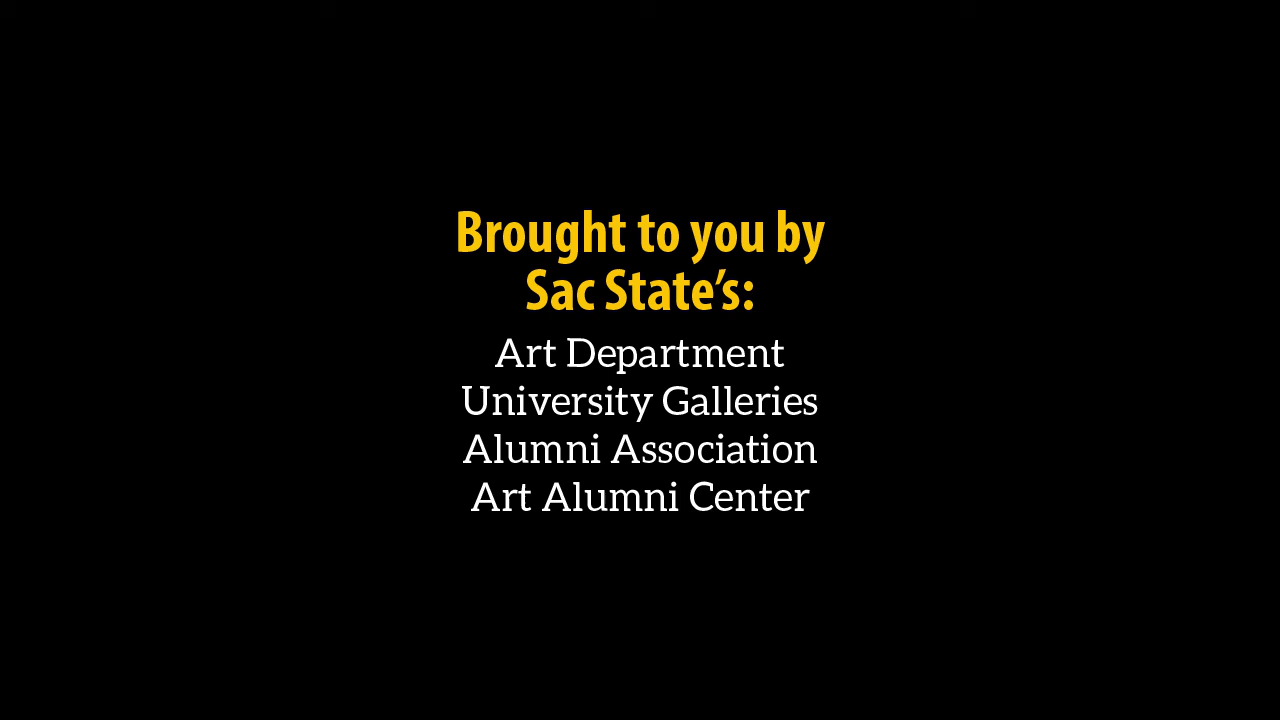 Brought to you by
Sac State’s:
Art Department
University Galleries
Alumni Association
Art Alumni Center